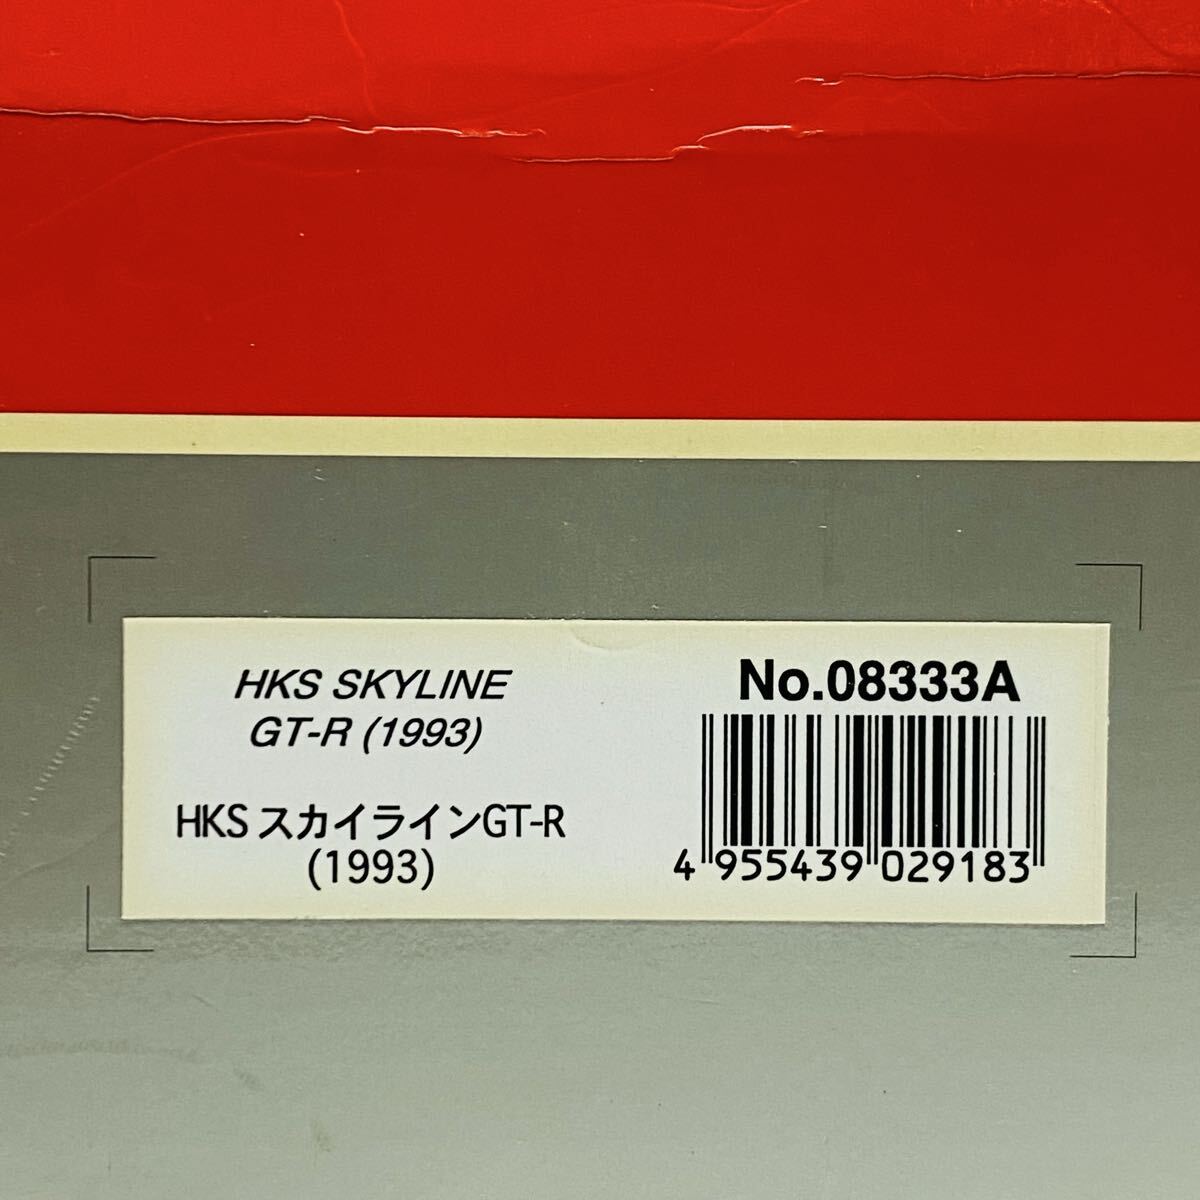 HKS SKYLINE
GT-R (1993)
HKS スカイラインGT-R
(1993)
No.08333A
4 955439 029183